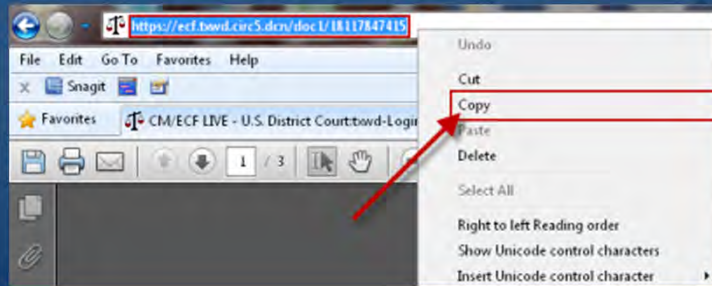 https://ecf.txwd.circ5.dcn/doc1/18117847415
File Edit Go To Favorites Help
x Snagit
Favorites CM/ECF LIVE - U.S. District Court:txwd-Login
1 / 3
Undo
Cut
Copy
Paste
Delete
Select All
Right to left Reading order
Show Unicode control characters
Insert Unicode control character